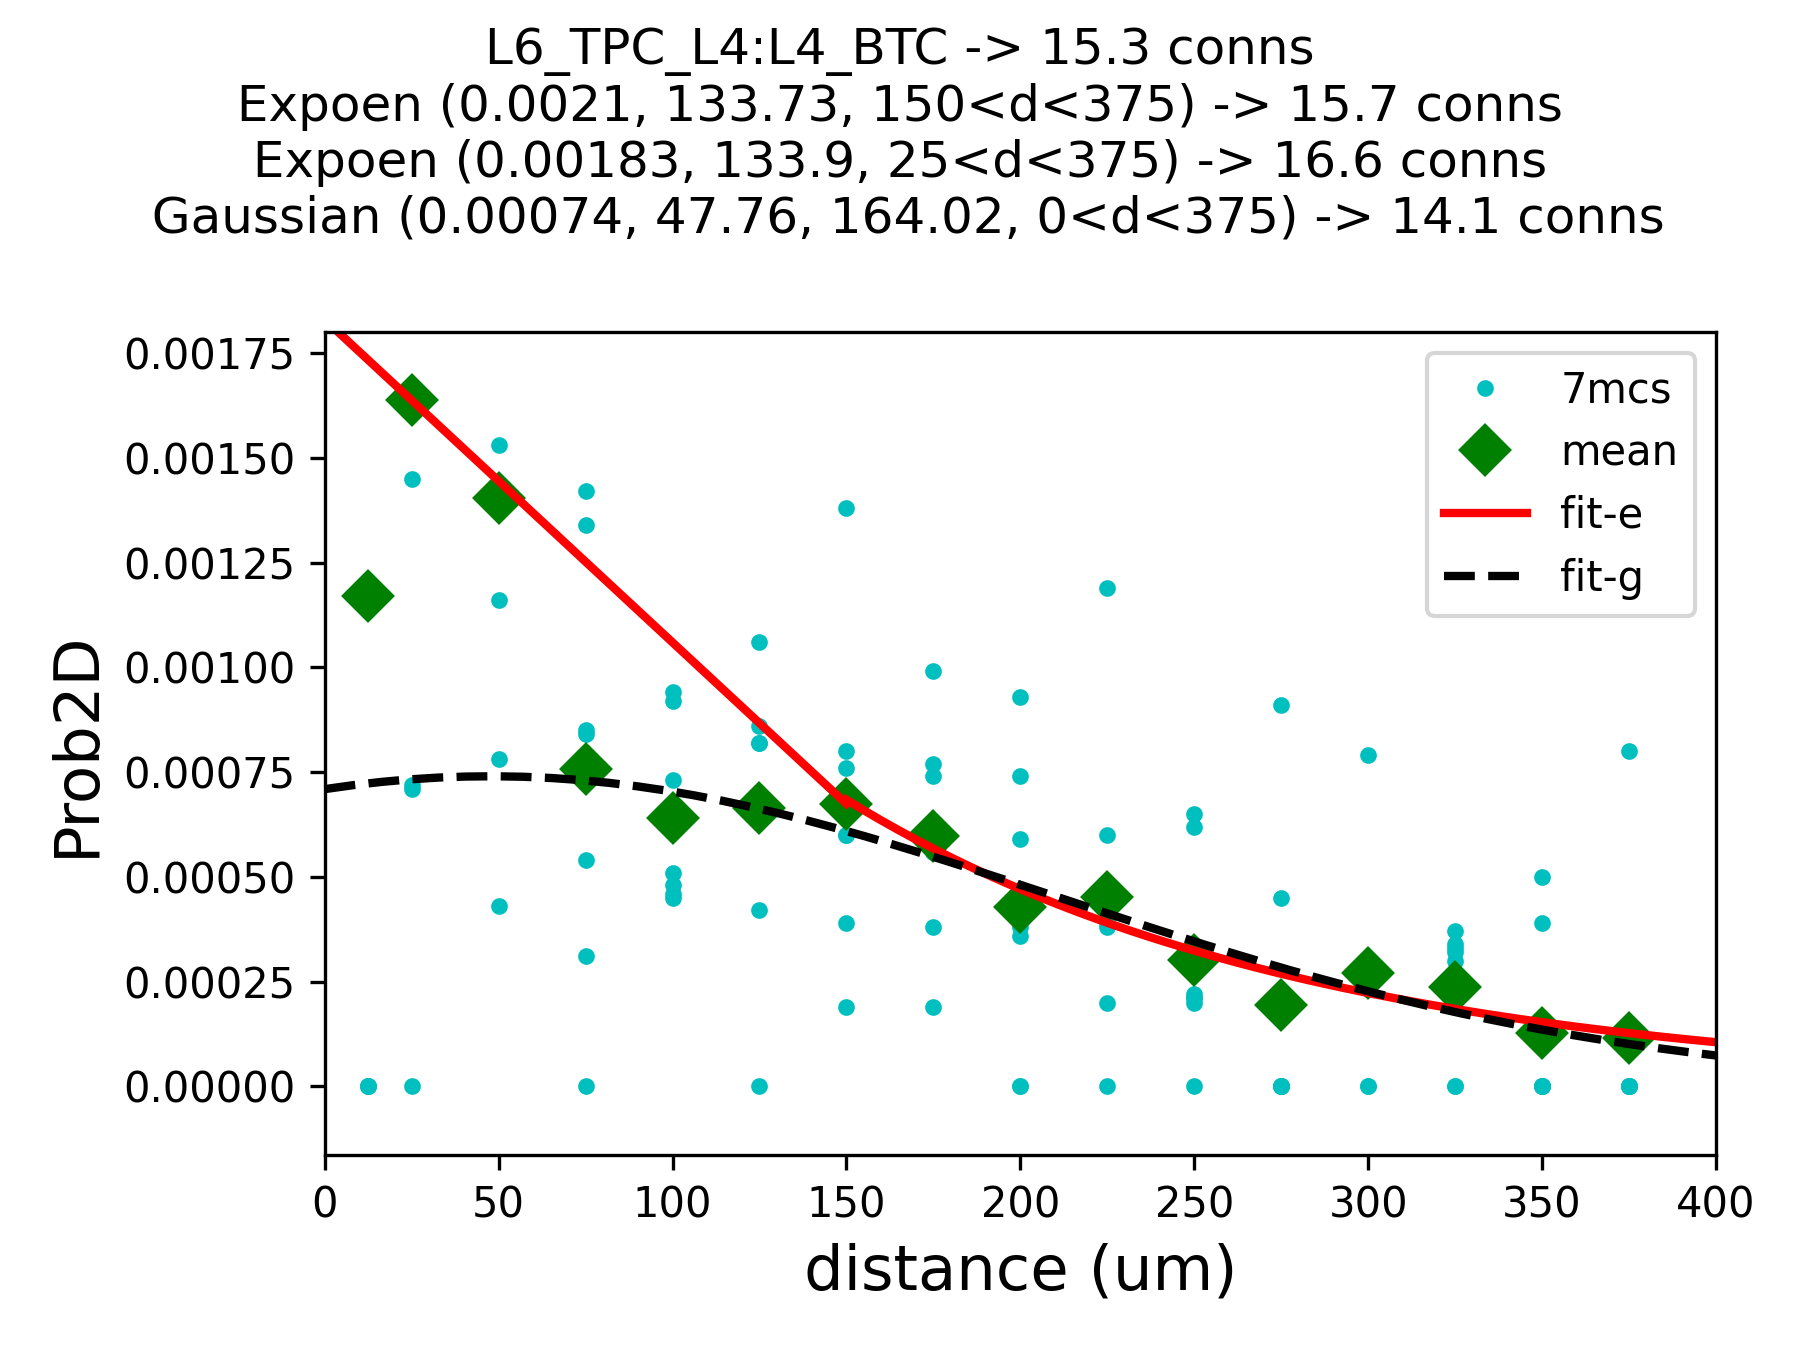 L6_TPC_L4:L4_BTC -> 15.3 conns
Expoen (0.0021, 133.73, 150<d<375) -> 15.7 conns
Expoen (0.00183, 133.9, 25<d<375) -> 16.6 conns
Gaussian (0.00074, 47.76, 164.02, 0<d<375) -> 14.1 conns
7mcs
mean
fit-e
fit-g
Prob2D
0.00175
0.00150
0.00125
0.00100
0.00075
0.00050
0.00025
0.00000
0 50 100 150 200 250 300 350 400
distance (um)